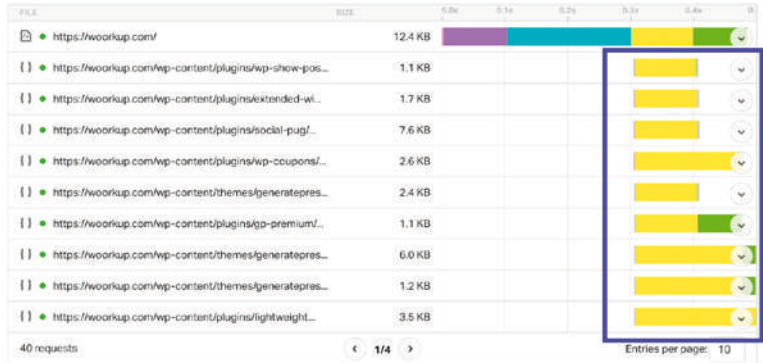 FILE SIZE 0.0s 0.1s 0.2s 0.3s 0.4s 0.
https://woorkup.com/ 12.4 KB
{ } https://woorkup.com/wp-content/plugins/wp-show-pos... 1.1 KB
{ } https://woorkup.com/wp-content/plugins/extended-wi... 1.7 KB
{ } https://woorkup.com/wp-content/plugins/social-pug/... 7.6 KB
{ } https://woorkup.com/wp-content/plugins/wp-coupons/... 2.6 KB
{ } https://woorkup.com/wp-content/themes/generatepres... 2.4 KB
{ } https://woorkup.com/wp-content/plugins/gp-premium/... 1.1 KB
{ } https://woorkup.com/wp-content/themes/generatepres... 6.0 KB
{ } https://woorkup.com/wp-content/themes/generatepres... 1.2 KB
{ } https://woorkup.com/wp-content/plugins/lightweight... 3.5 KB
40 requests < 1/4 > Entries per page: 10